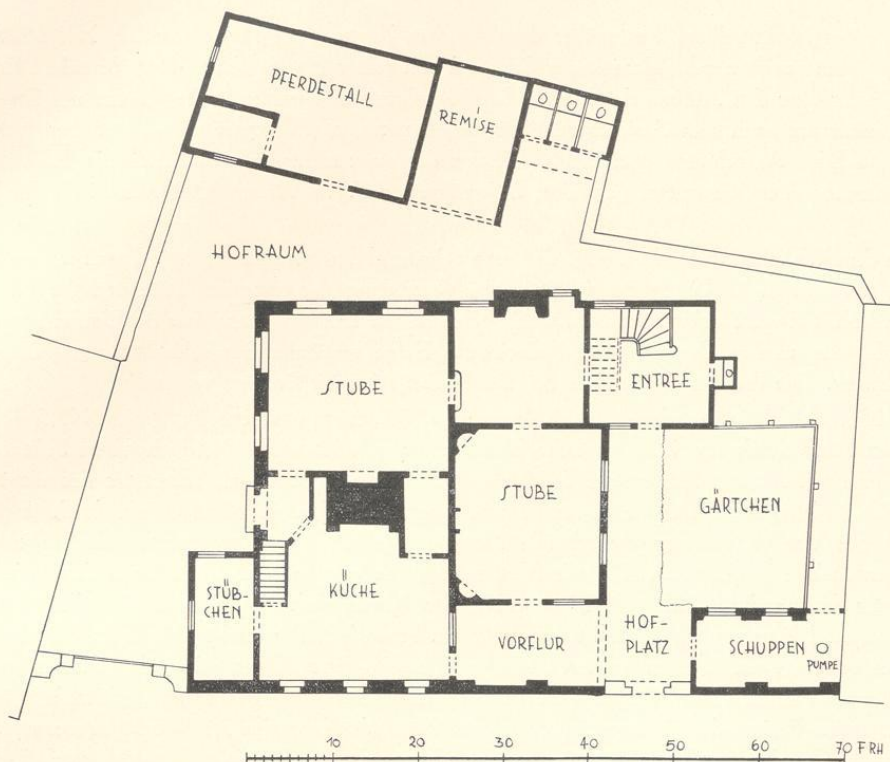 PFERDESTALL
REMISE
HOFRAUM
STUBE
ENTREE
STUBE
GÄRTCHEN
STÜB-
CHEN
KÜCHE
VORFLUR
HOF-
PLATZ
SCHUPPEN
PUMPE
10 20 30 40 50 60 70 F RH